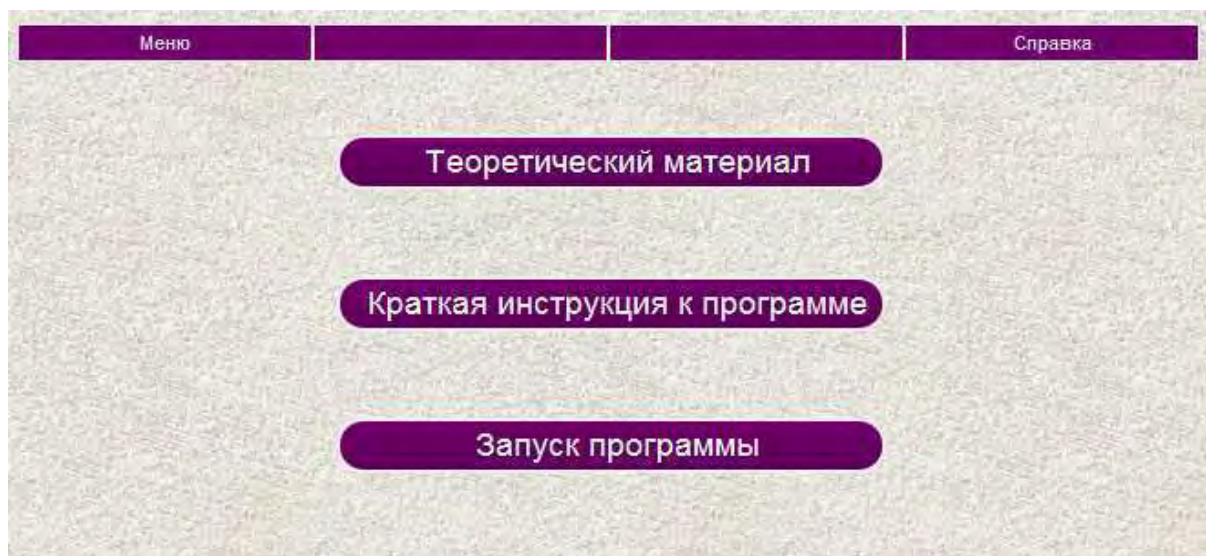 Меню
Справка
Теоретический материал
Краткая инструкция к программе
Запуск программы